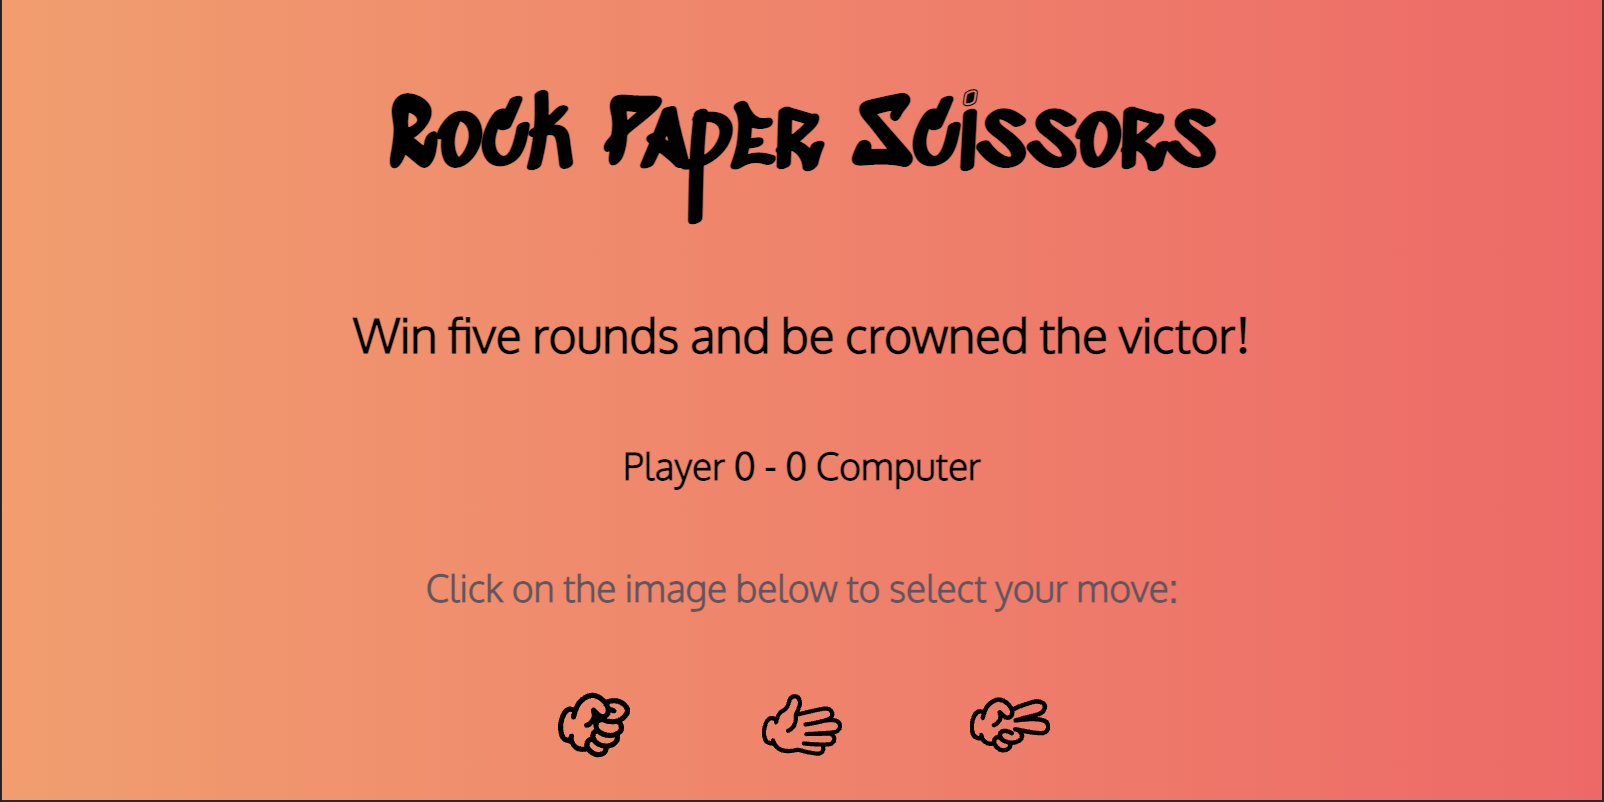 Rock Paper Scissors
Win five rounds and be crowned the victor!
Player 0 - 0 Computer
Click on the image below to select your move: